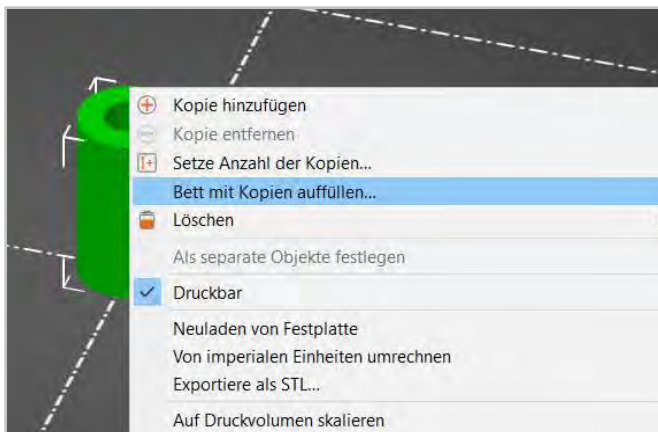 Kopie hinzufügen
Kopie entfernen
Setze Anzahl der Kopien...
Bett mit Kopien auffüllen...
Löschen
Als separate Objekte festlegen
Druckbar
Neuladen von Festplatte
Von imperialen Einheiten umrechnen
Exportiere als STL...
Auf Druckvolumen skalieren